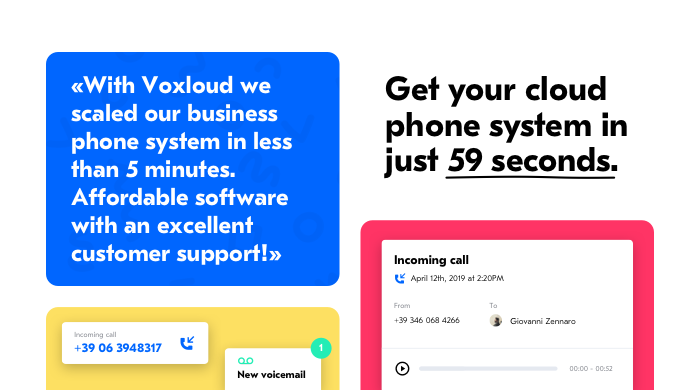 «With Voxloud we
scaled our business
phone system in less
than 5 minutes.
Affordable software
with an excellent
customer support!»
Get your cloud
phone system in
just 59 seconds.
Incoming call
+39 06 3948317
1
New voicemail
Incoming call
April 12th, 2019 at 2:20PM
From
To
+39 346 068 4266
Giovanni Zennaro
00:00 - 00:52